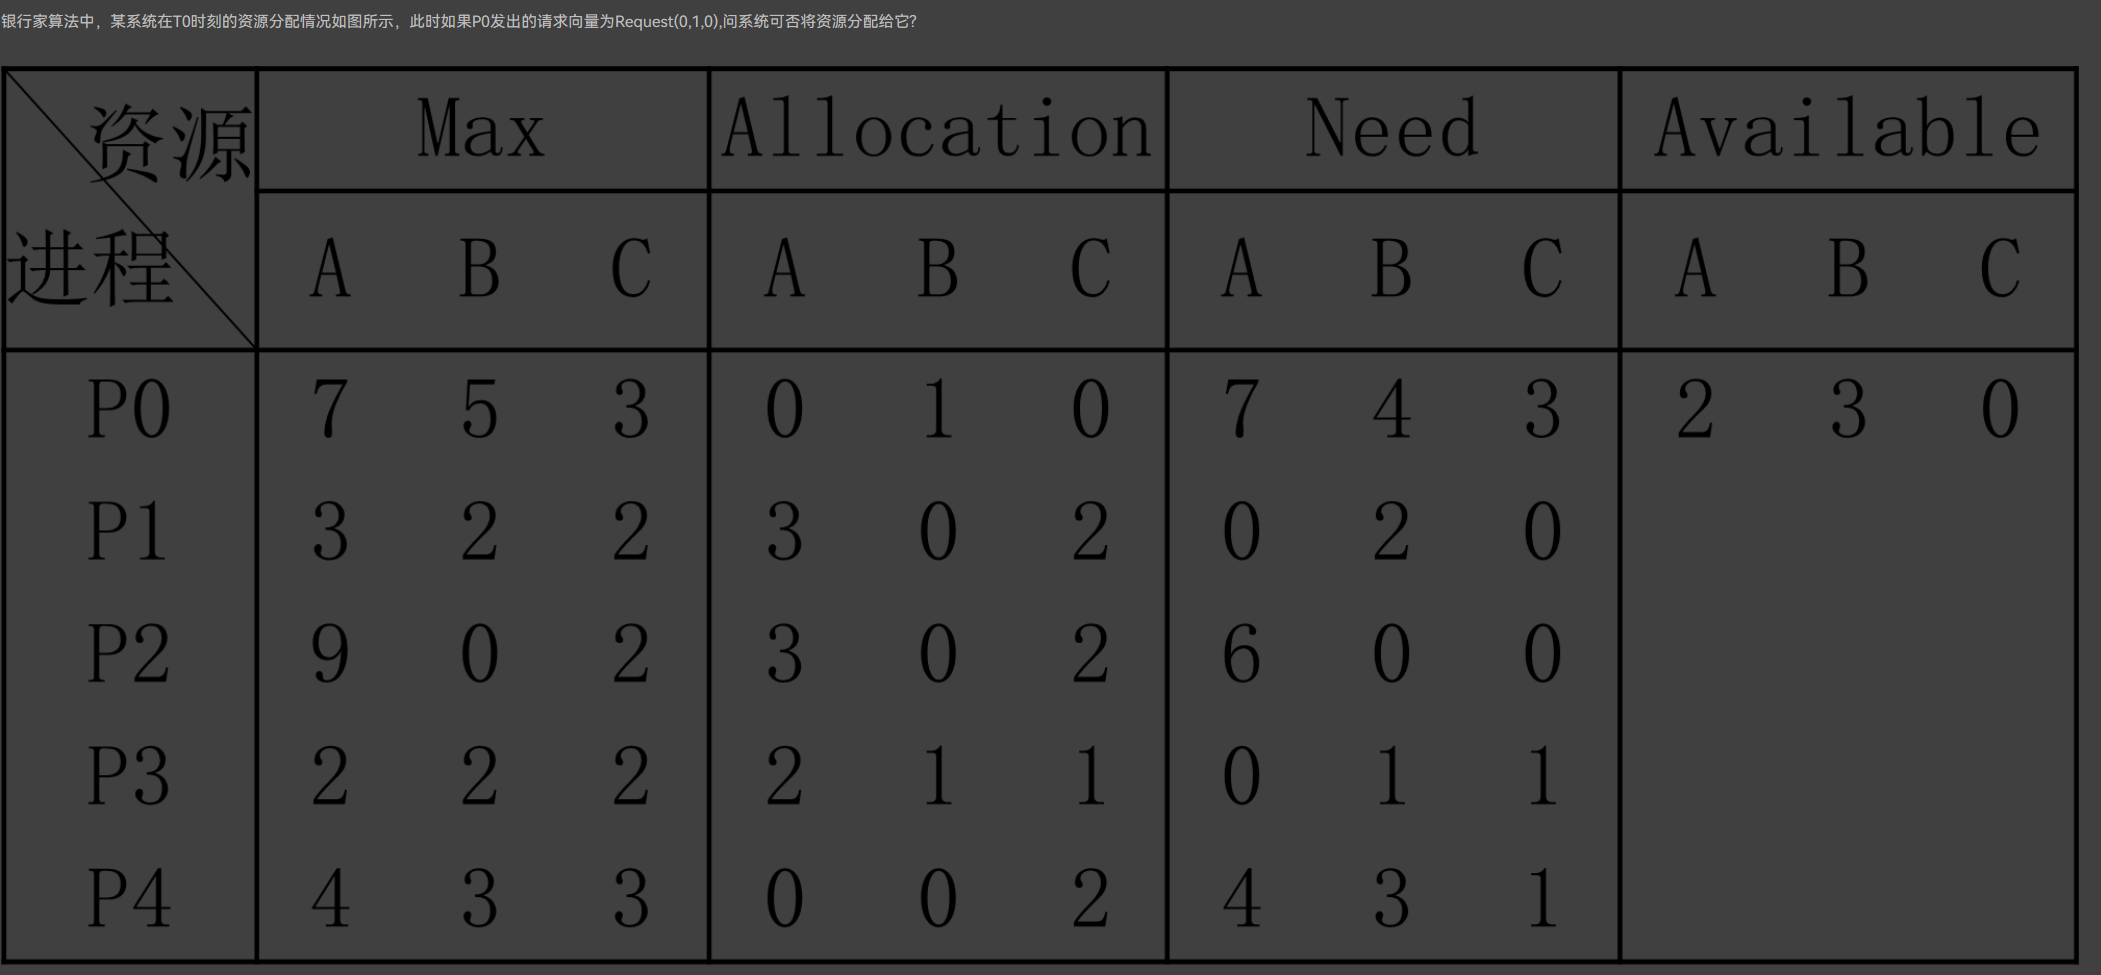 银行家算法中，某系统在T0时刻的资源分配情况如图所示，此时如果P0发出的请求向量为Request(0,1,0),问系统可否将资源分配给它?
资源 Max Allocation Need Available
进程 A B C A B C A B C A B C
P0 7 5 3 0 1 0 7 4 3 2 3 0
P1 3 2 2 3 0 2 0 2 0
P2 9 0 2 3 0 2 6 0 0
P3 2 2 2 2 1 1 0 1 1
P4 4 3 3 0 0 2 4 3 1